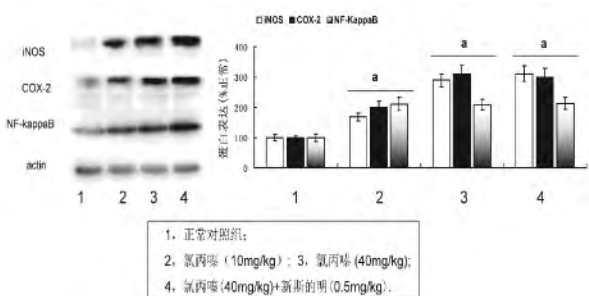 iNOS
COX-2
NF-kappaB
actin
1 2 3 4
iNOS COX-2 NF-KappaB
蛋白表达(%正常)
400
300
200
100
0
a
a
a
1 2 3 4
1，正常对照组；
2，氯丙嗪（10mg/kg）；3，氯丙嗪 (40mg/kg);
4，氯丙嗪(40mg/kg)+新斯的明(0.5mg/kg).